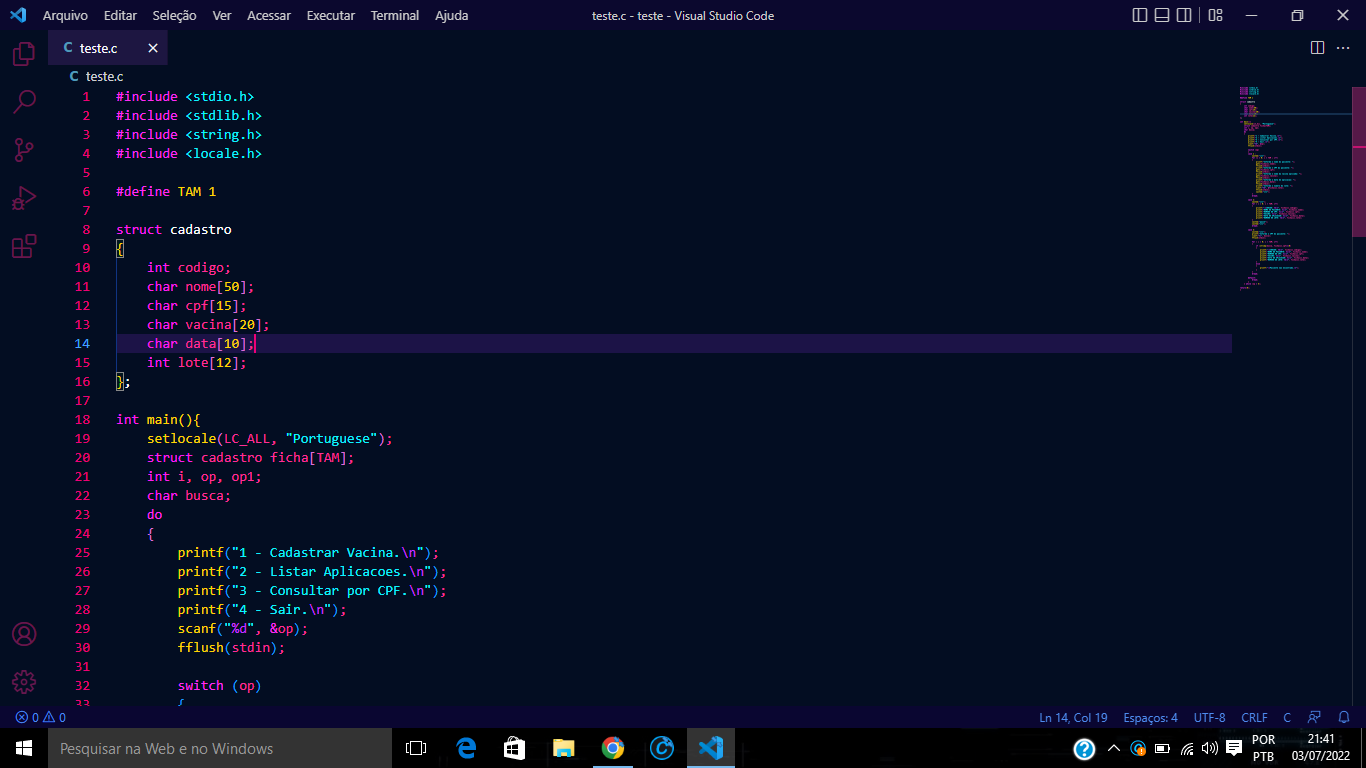 Arquivo Editar Seleção Ver Acessar Executar Terminal Ajuda teste.c - teste - Visual Studio Code
C teste.c
C teste.c
1 #include <stdio.h>
2 #include <stdlib.h>
3 #include <string.h>
4 #include <locale.h>
5
6 #define TAM 1
7
8 struct cadastro
9 {
10 int codigo;
11 char nome[50];
12 char cpf[15];
13 char vacina[20];
14 char data[10];
15 int lote[12];
16 };
17
18 int main(){
19 setlocale(LC_ALL, "Portuguese");
20 struct cadastro ficha[TAM];
21 int i, op, op1;
22 char busca;
23 do
24 {
25 printf("1 - Cadastrar Vacina.\n");
26 printf("2 - Listar Aplicacoes.\n");
27 printf("3 - Consultar por CPF.\n");
28 printf("4 - Sair.\n");
29 scanf("%d", &op);
30 fflush(stdin);
31
32 switch (op)
33 {
0 0 Ln 14, Col 19 Espaços: 4 UTF-8 CRLF C
Pesquisar na Web e no Windows
POR
PTB
21:41
03/07/2022